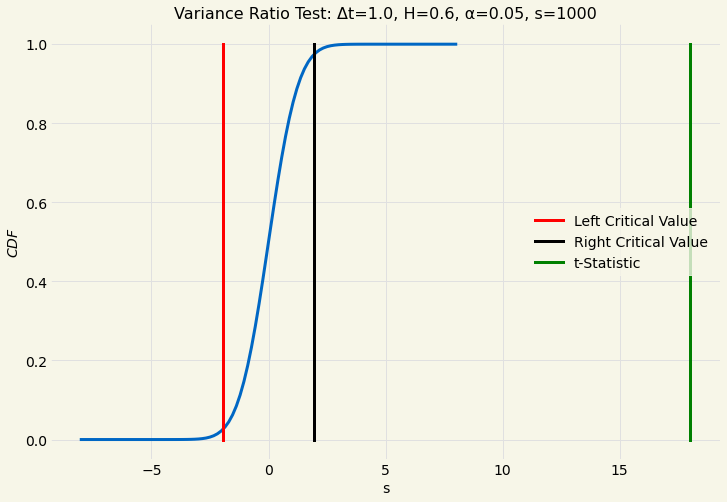 Variance Ratio Test: Δt=1.0, H=0.6, α=0.05, s=1000
1.0
0.8
0.6
0.4
0.2
0.0
CDF
Left Critical Value
Right Critical Value
t-Statistic
−5
0
5
10
15
s